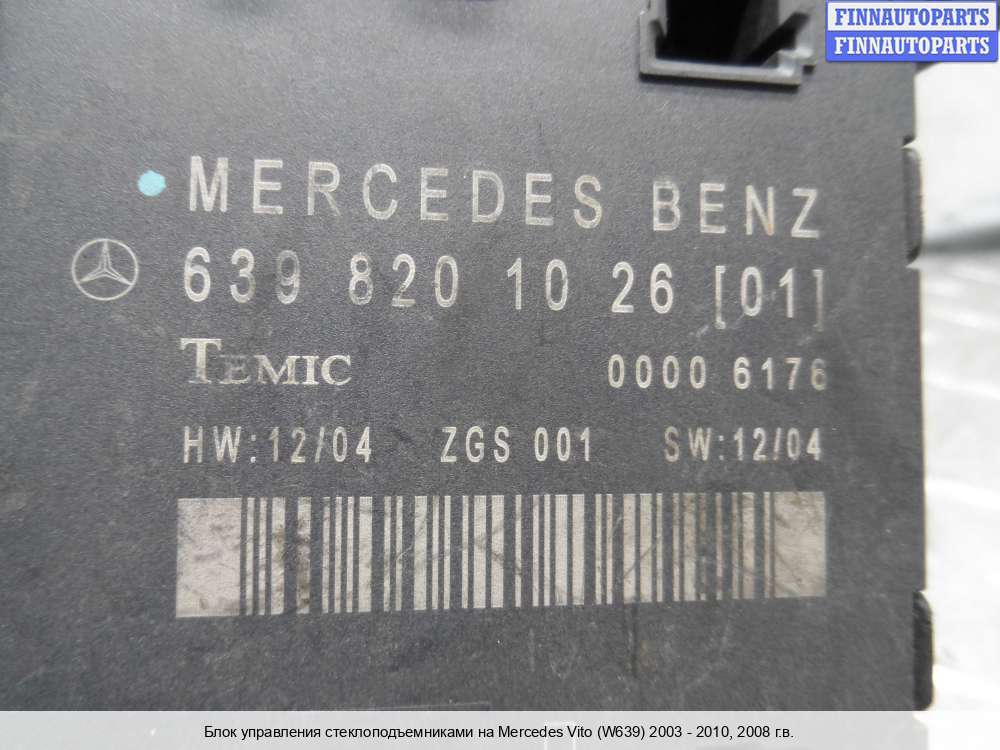 FINNAUTOPARTS
FINNAUTOPARTS
MERCEDES BENZ
639 820 10 26 [01]
TEMIC 0000 6176
HW:12/04 ZGS 001 SW:12/04
Блок управления стеклоподъемниками на Mercedes Vito (W639) 2003 - 2010, 2008 г.в.